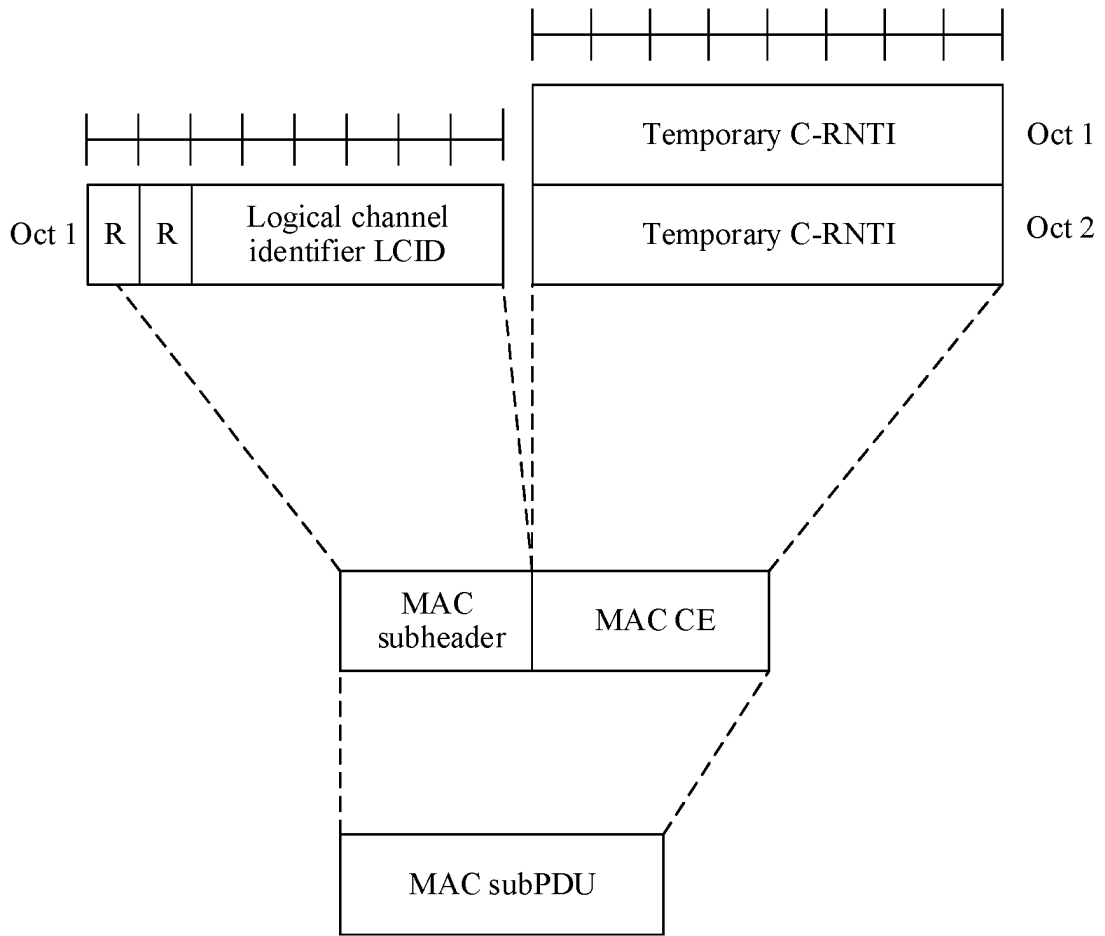 Temporary C-RNTI Oct 1
Oct 1 R R Logical channel
identifier LCID
Temporary C-RNTI Oct 2
MAC
subheader
MAC CE
MAC subPDU